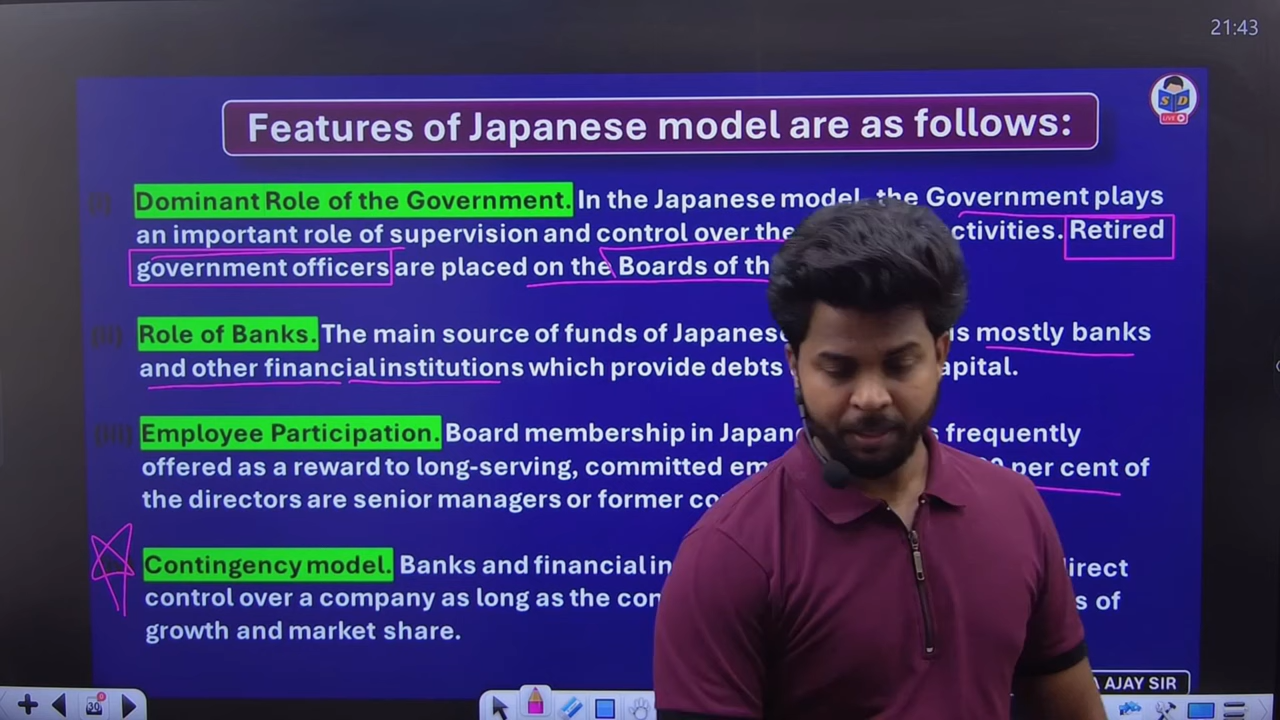 21:43
S D
LIVE
Features of Japanese model are as follows:
(i) Dominant Role of the Government. In the Japanese model, the Government plays
an important role of supervision and control over the ctivities. Retired
government officers are placed on the Boards of th
(ii) Role of Banks. The main source of funds of Japanes is mostly banks
and other financial institutions which provide debts apital.
(iii) Employee Participation. Board membership in Japan s frequently
offered as a reward to long-serving, committed em per cent of
the directors are senior managers or former co
Contingency model. Banks and financial in irect
control over a company as long as the con s of
growth and market share.
AJAY SIR
30